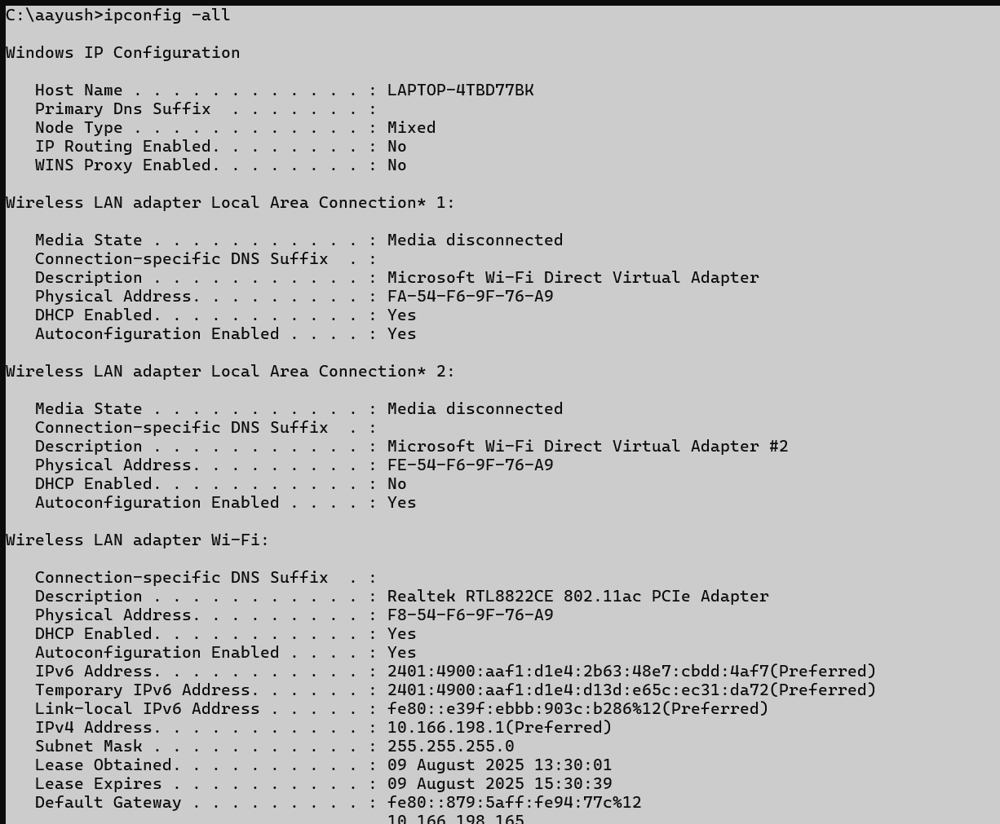 C:\aayush>ipconfig -all
Windows IP Configuration
Host Name . . . . . . . . . . . . : LAPTOP-4TBD77BK
Primary Dns Suffix  . . . . . . . :
Node Type . . . . . . . . . . . . : Mixed
IP Routing Enabled. . . . . . . . : No
WINS Proxy Enabled. . . . . . . . : No
Wireless LAN adapter Local Area Connection* 1:
Media State . . . . . . . . . . . : Media disconnected
Connection-specific DNS Suffix  . :
Description . . . . . . . . . . . : Microsoft Wi-Fi Direct Virtual Adapter
Physical Address. . . . . . . . . : FA-54-F6-9F-76-A9
DHCP Enabled. . . . . . . . . . . : Yes
Autoconfiguration Enabled . . . . : Yes
Wireless LAN adapter Local Area Connection* 2:
Media State . . . . . . . . . . . : Media disconnected
Connection-specific DNS Suffix  . :
Description . . . . . . . . . . . : Microsoft Wi-Fi Direct Virtual Adapter #2
Physical Address. . . . . . . . . : FE-54-F6-9F-76-A9
DHCP Enabled. . . . . . . . . . . : No
Autoconfiguration Enabled . . . . : Yes
Wireless LAN adapter Wi-Fi:
Connection-specific DNS Suffix  . :
Description . . . . . . . . . . . : Realtek RTL8822CE 802.11ac PCIe Adapter
Physical Address. . . . . . . . . : F8-54-F6-9F-76-A9
DHCP Enabled. . . . . . . . . . . : Yes
Autoconfiguration Enabled . . . . : Yes
IPv6 Address. . . . . . . . . . . : 2401:4900:aaf1:d1e4:2b63:48e7:cbdd:4af7(Preferred)
Temporary IPv6 Address. . . . . . : 2401:4900:aaf1:d1e4:d13d:e65c:ec31:da72(Preferred)
Link-local IPv6 Address . . . . . : fe80::e39f:ebbb:903c:b286%12(Preferred)
IPv4 Address. . . . . . . . . . . : 10.166.198.1(Preferred)
Subnet Mask . . . . . . . . . . . : 255.255.255.0
Lease Obtained. . . . . . . . . . : 09 August 2025 13:30:01
Lease Expires . . . . . . . . . . : 09 August 2025 15:30:39
Default Gateway . . . . . . . . . : fe80::879:5aff:fe94:77c%12
10.166.198.165